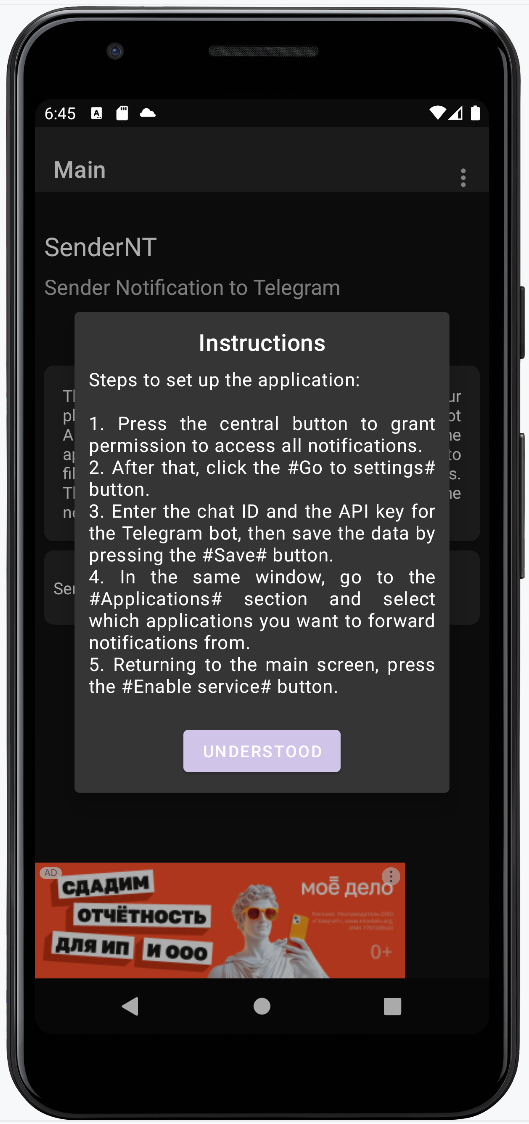 6:45
Main
SenderNT
Sender Notification to Telegram
Instructions
Steps to set up the application:
1. Press the central button to grant
permission to access all notifications.
2. After that, click the #Go to settings#
button.
3. Enter the chat ID and the API key for
the Telegram bot, then save the data by
pressing the #Save# button.
4. In the same window, go to the
#Applications# section and select
which applications you want to forward
notifications from.
5. Returning to the main screen, press
the #Enable service# button.
UNDERSTOOD
AD
СДАДИМ
ОТЧЁТНОСТЬ
ДЛЯ ИП И ООО
моё дело
0+